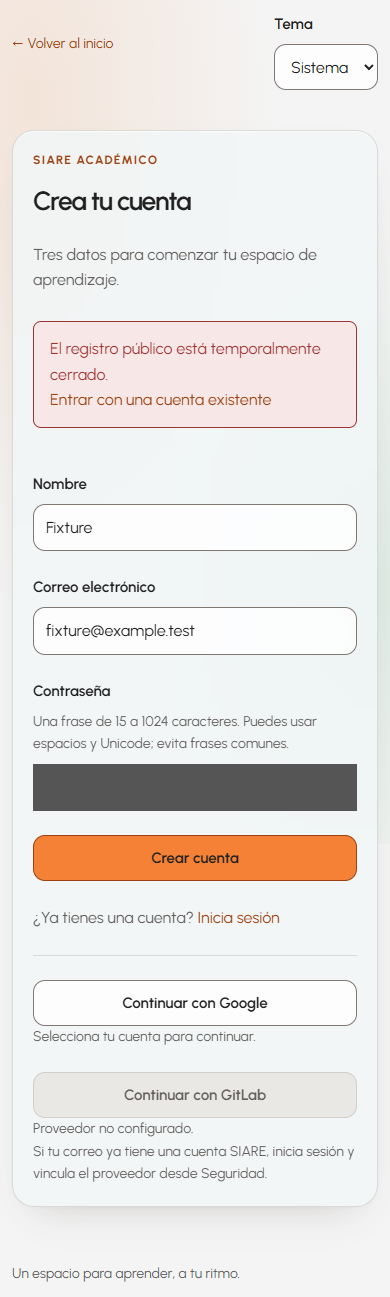 ← Volver al inicio
Tema
Sistema
SIARE ACADÉMICO
Crea tu cuenta
Tres datos para comenzar tu espacio de
aprendizaje.
El registro público está temporalmente
cerrado.
Entrar con una cuenta existente
Nombre
Fixture
Correo electrónico
fixture@example.test
Contraseña
Una frase de 15 a 1024 caracteres. Puedes usar
espacios y Unicode; evita frases comunes.
Crear cuenta
¿Ya tienes una cuenta? Inicia sesión
Continuar con Google
Selecciona tu cuenta para continuar.
Continuar con GitLab
Proveedor no configurado.
Si tu correo ya tiene una cuenta SIARE, inicia sesión y
vincula el proveedor desde Seguridad.
Un espacio para aprender, a tu ritmo.